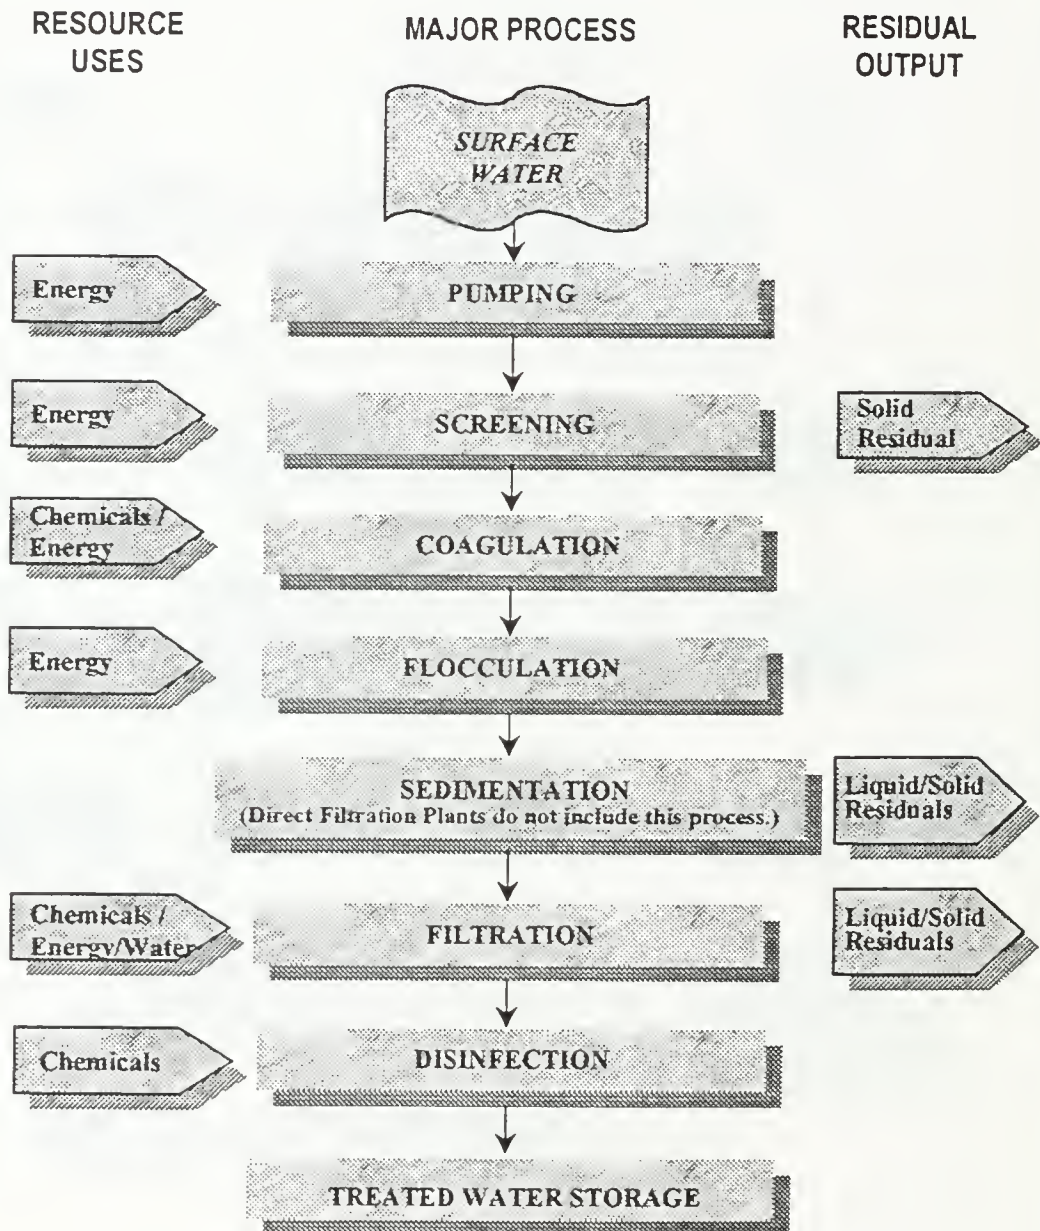 RESOURCE
USES
MAJOR PROCESS
RESIDUAL
OUTPUT
SURFACE
WATER
Energy
PUMPING
Energy
SCREENING
Solid
Residual
Chemicals /
Energy
COAGULATION
Energy
FLOCCULATION
SEDIMENTATION
(Direct Filtration Plants do not include this process.)
Liquid/Solid
Residuals
Chemicals /
Energy/Water
FILTRATION
Liquid/Solid
Residuals
Chemicals
DISINFECTION
TREATED WATER STORAGE